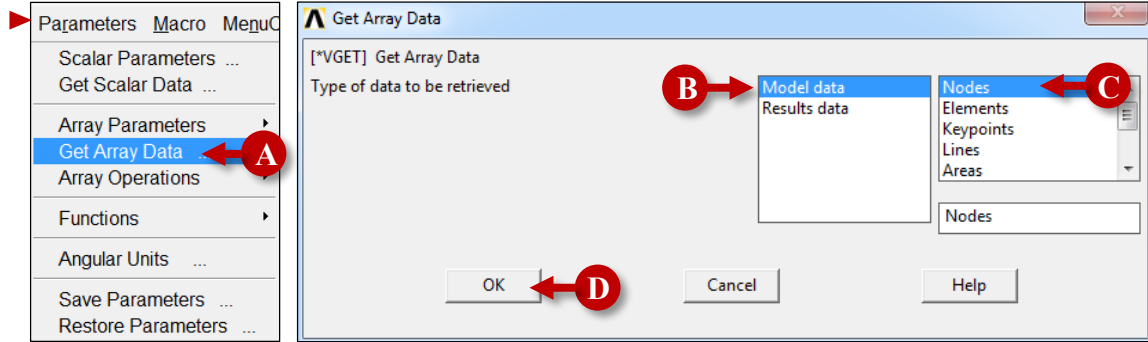 Parameters Macro MenuC
Scalar Parameters ...
Get Scalar Data ...
Array Parameters
Get Array Data ...
A
Array Operations
Functions
Angular Units ...
Save Parameters ...
Restore Parameters ...
Get Array Data
X
[*VGET] Get Array Data
Type of data to be retrieved
B
Model data
Results data
Nodes
C
Elements
Keypoints
Lines
Areas
Nodes
OK
D
Cancel
Help